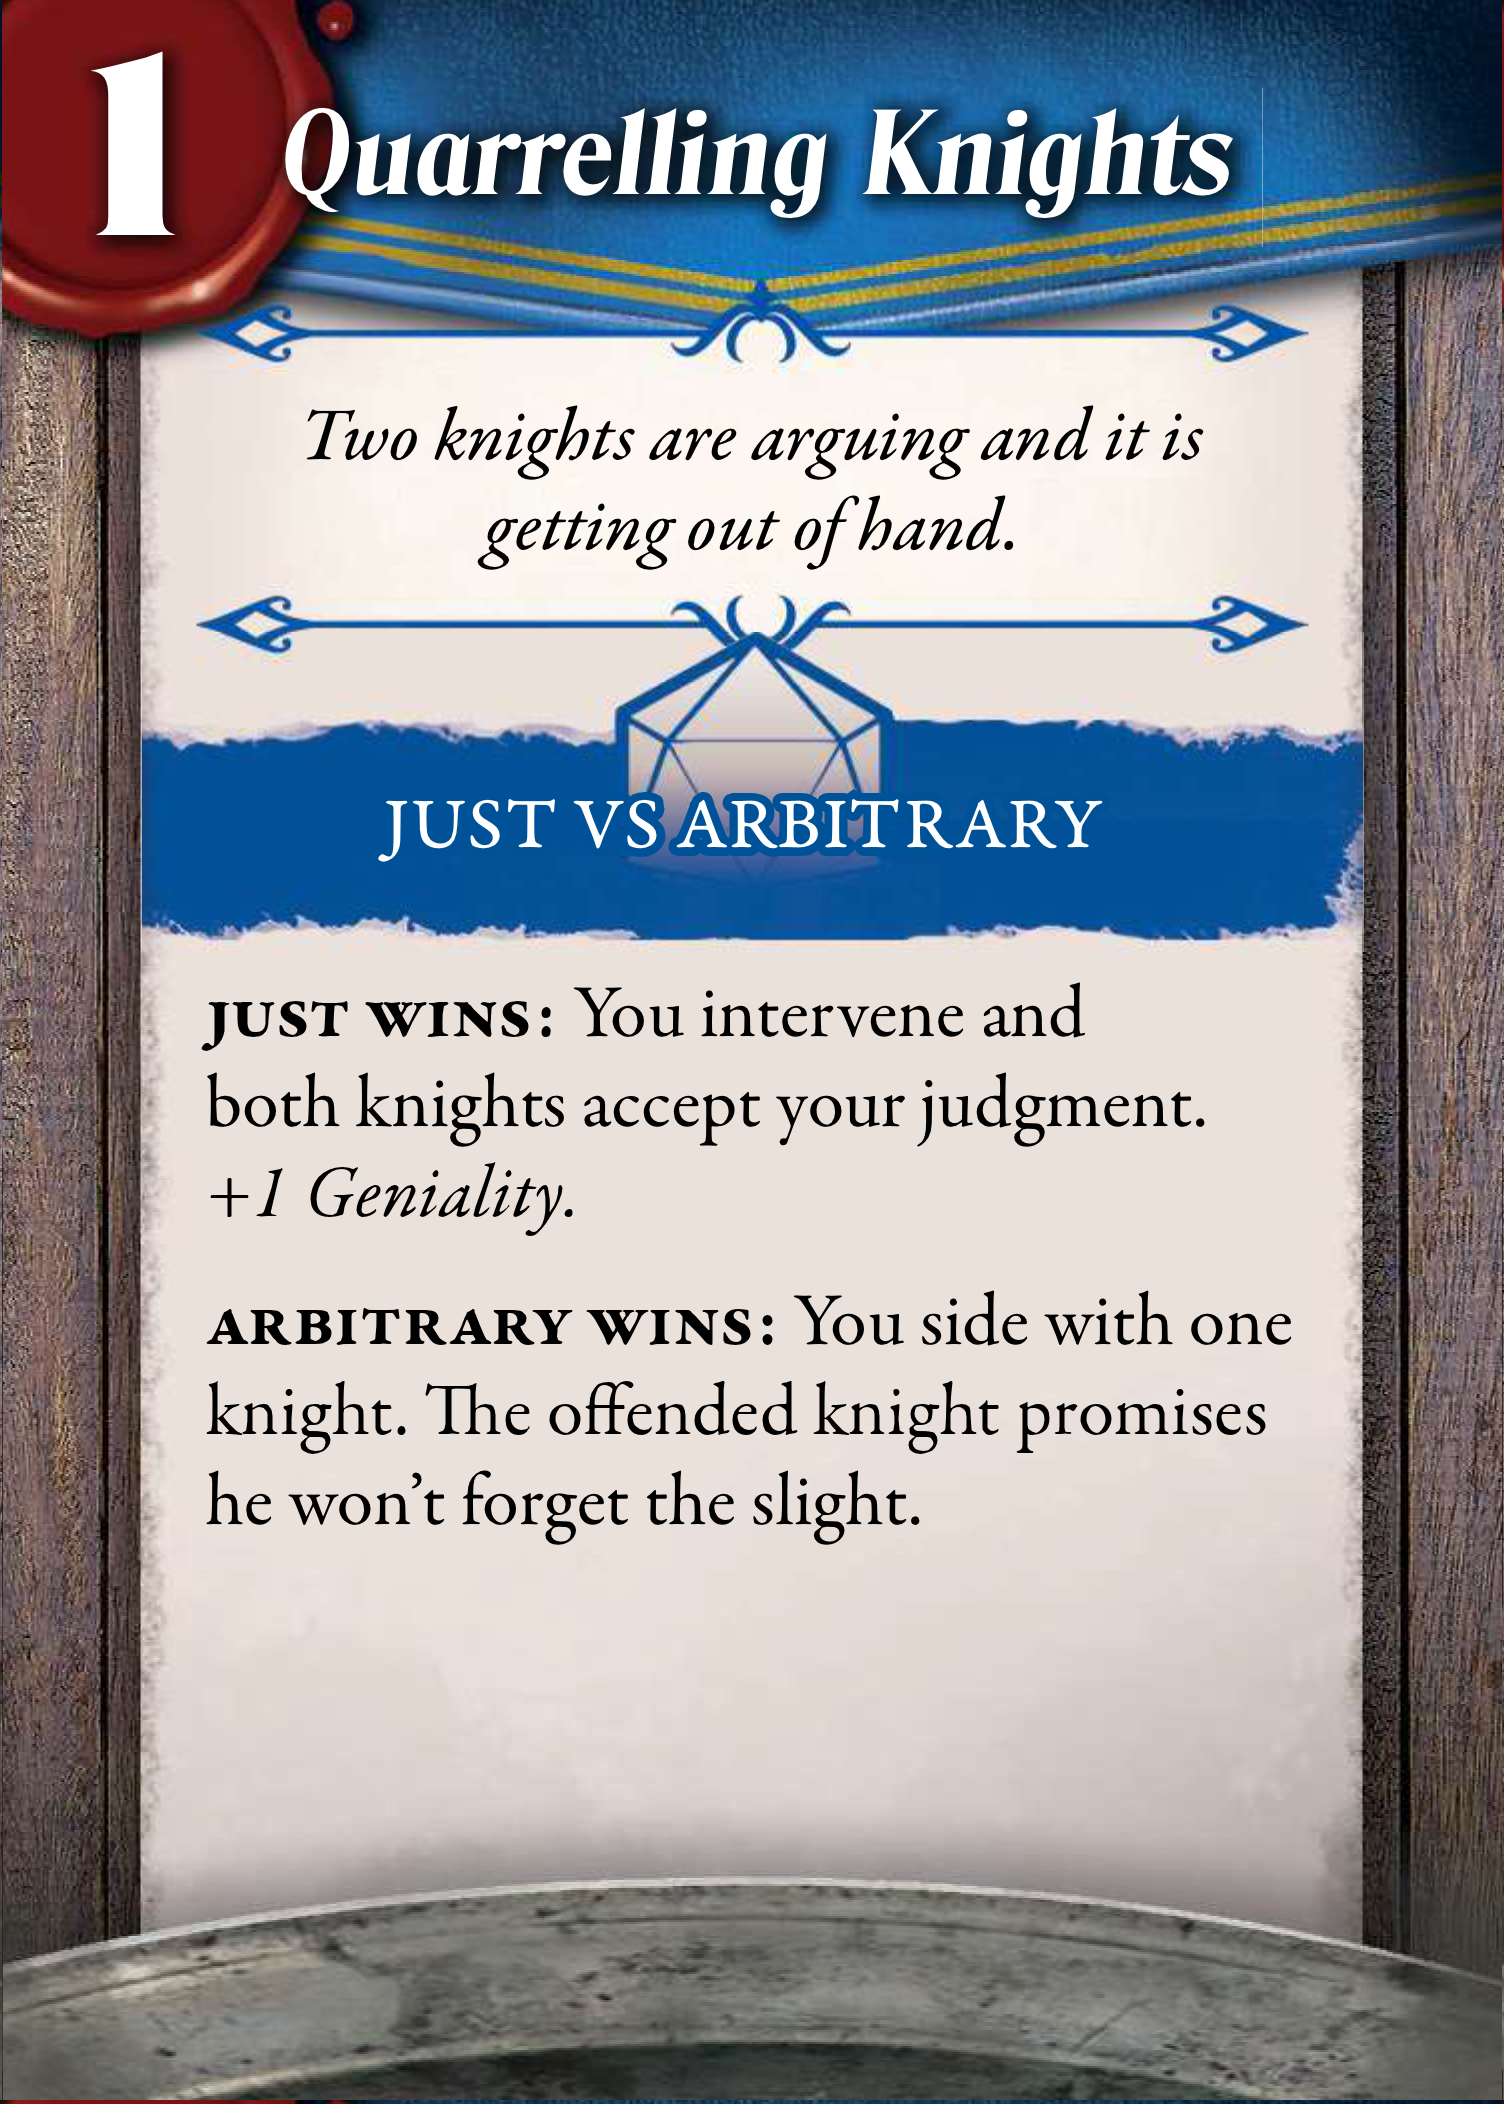 1
Quarrelling Knights
Two knights are arguing and it is
getting out of hand.
JUST VS ARBITRARY
JUST WINS: You intervene and
both knights accept your judgment.
+1 Geniality.
ARBITRARY WINS: You side with one
knight. The offended knight promises
he won’t forget the slight.